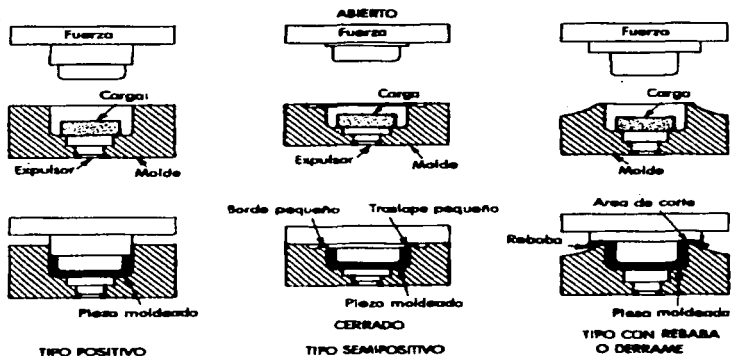 ABIERTO
Fuerza
Fuerza
Fuerza
Carga
Carga
Carga
Expulsor
Molde
Expulsor
Molde
Molde
Borde pequeño
Traslape pequeño
Area de corte
Rebaba
Pieza moldeada
Pieza moldeada
Pieza moldeada
CERRADO
TIPO POSITIVO
TIPO SEMIPOSITIVO
TIPO CON REBABA
O DERRAME